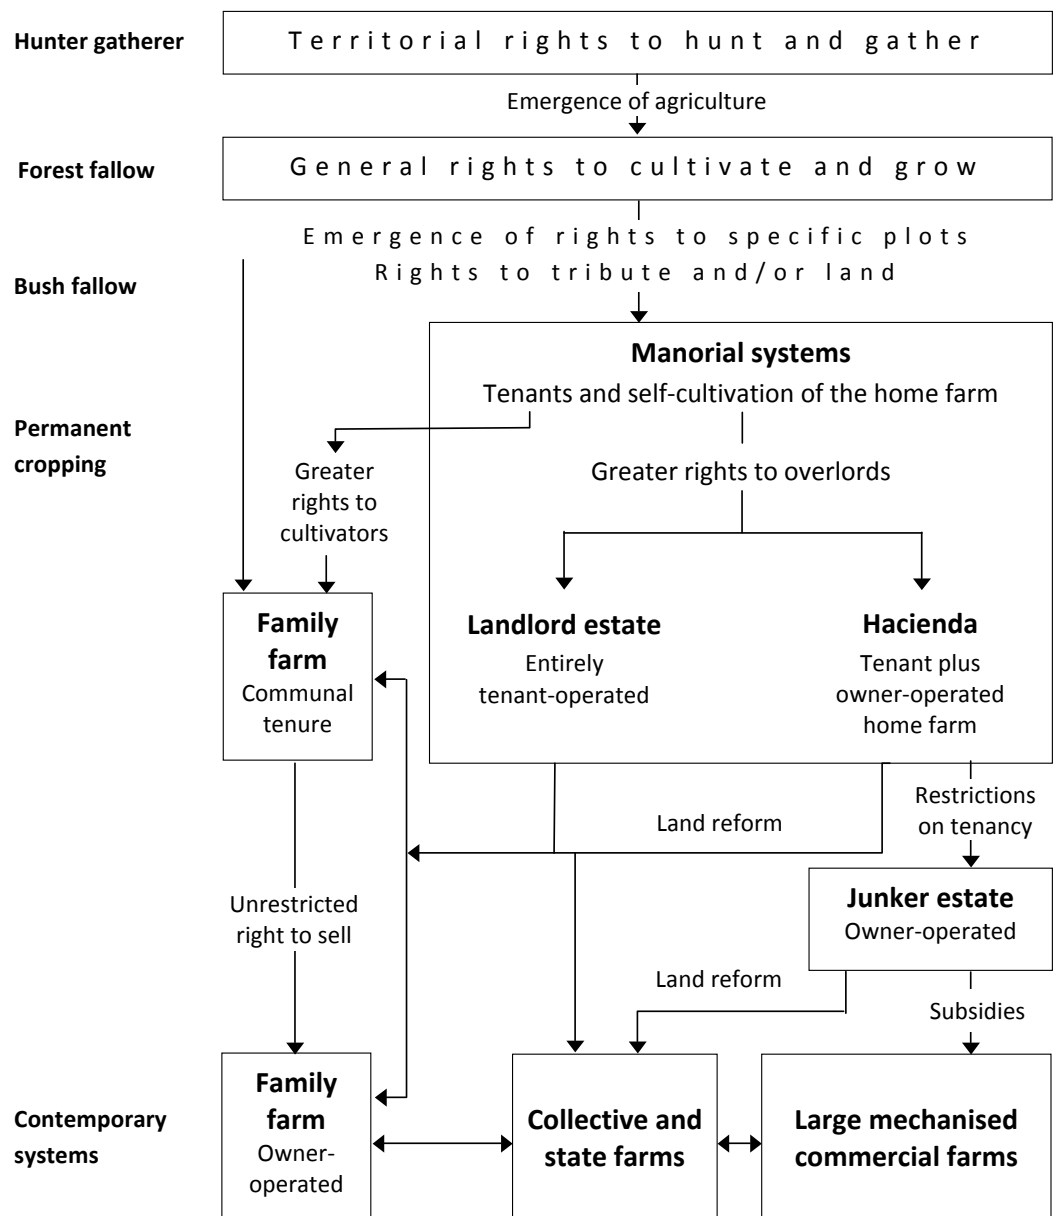 Hunter gatherer
Territorial rights to hunt and gather
Emergence of agriculture
Forest fallow
General rights to cultivate and grow
Emergence of rights to specific plots
Bush fallow
Rights to tribute and/or land
Manorial systems
Tenants and self-cultivation of the home farm
Permanent
cropping
Greater
rights to
cultivators
Greater rights to overlords
Family
farm
Communal
tenure
Landlord estate
Entirely
tenant-operated
Hacienda
Tenant plus
owner-operated
home farm
Land reform
Restrictions
on tenancy
Unrestricted
right to sell
Junker estate
Owner-operated
Land reform
Subsidies
Contemporary
systems
Family
farm
Owner-
operated
Collective and
state farms
Large mechanised
commercial farms